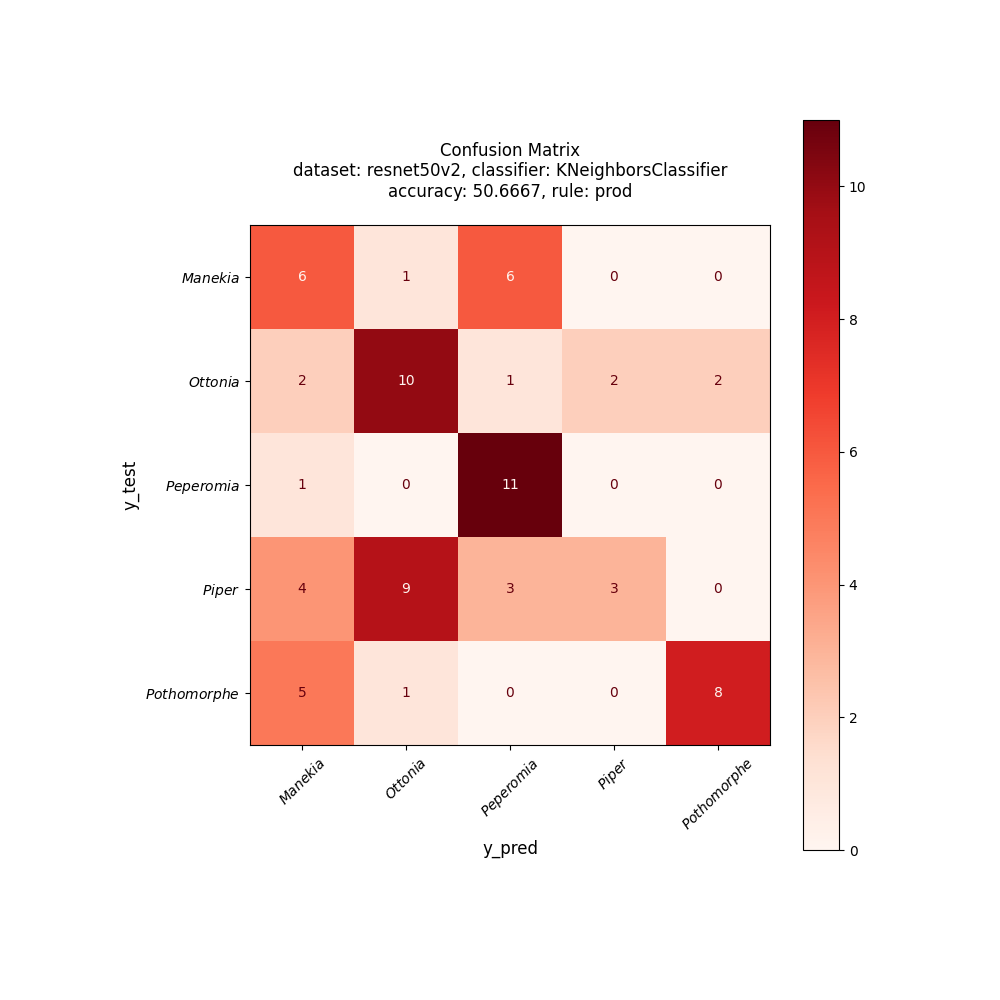 Confusion Matrix
dataset: resnet50v2, classifier: KNeighborsClassifier
accuracy: 50.6667, rule: prod
y_test
Manekia 6 1 6 0 0
Ottonia 2 10 1 2 2
Peperomia 1 0 11 0 0
Piper 4 9 3 3 0
Pothomorphe 5 1 0 0 8
Manekia Ottonia Peperomia Piper Pothomorphe
y_pred
10
8
6
4
2
0